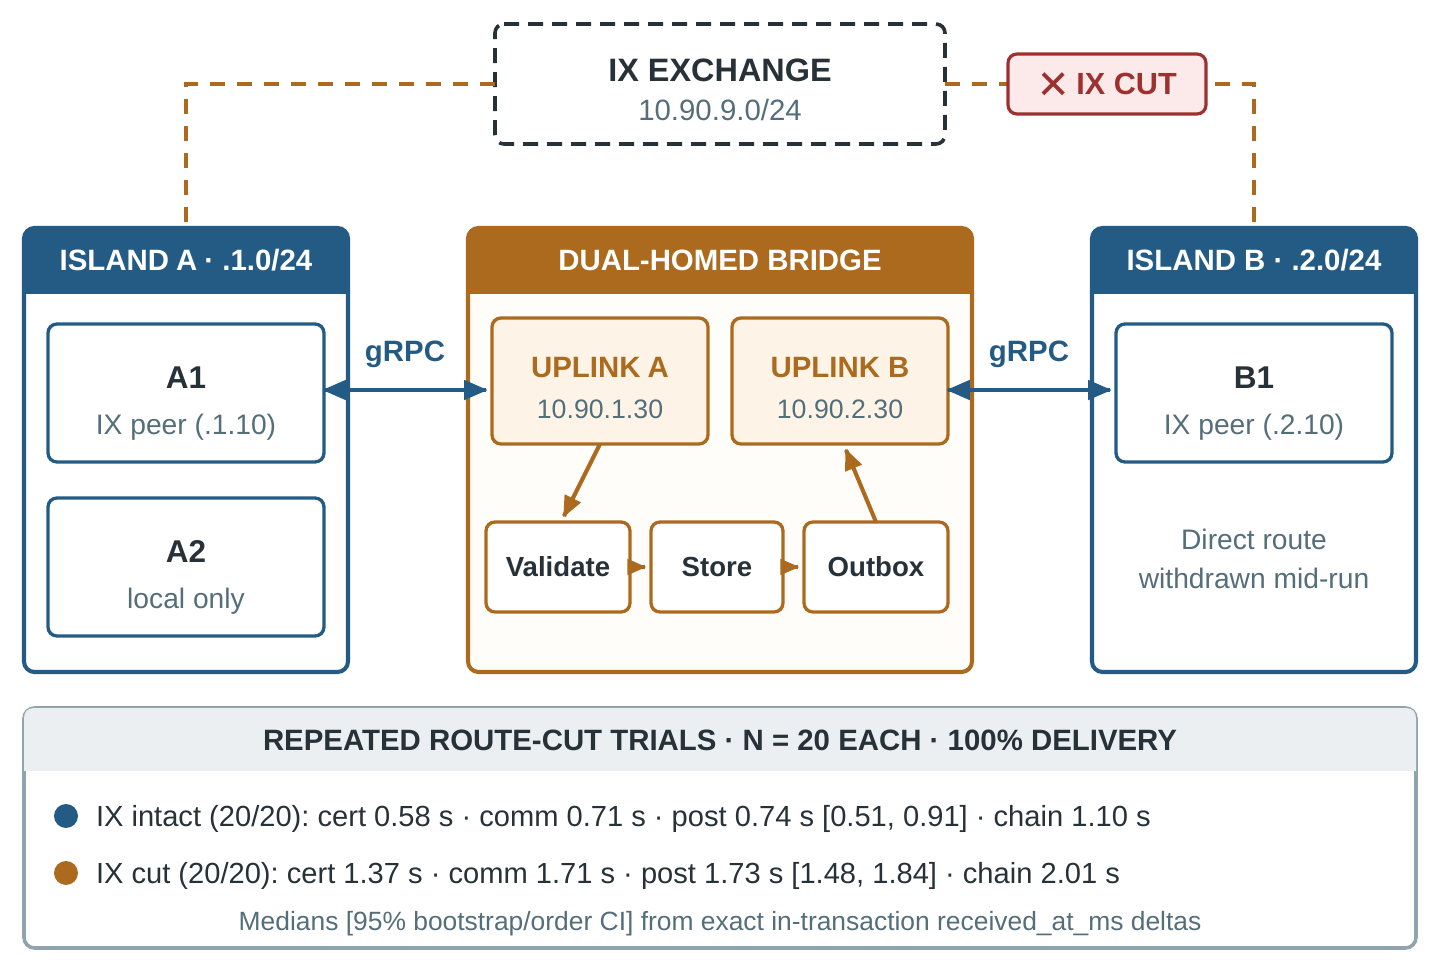 IX EXCHANGE
10.90.9.0/24
✕ IX CUT
ISLAND A · .1.0/24
A1
IX peer (.1.10)
A2
local only
gRPC
DUAL-HOMED BRIDGE
UPLINK A
10.90.1.30
UPLINK B
10.90.2.30
Validate
Store
Outbox
gRPC
ISLAND B · .2.0/24
B1
IX peer (.2.10)
Direct route
withdrawn mid-run
REPEATED ROUTE-CUT TRIALS · N = 20 EACH · 100% DELIVERY
IX intact (20/20): cert 0.58 s · comm 0.71 s · post 0.74 s [0.51, 0.91] · chain 1.10 s
IX cut (20/20): cert 1.37 s · comm 1.71 s · post 1.73 s [1.48, 1.84] · chain 2.01 s
Medians [95% bootstrap/order CI] from exact in-transaction received_at_ms deltas